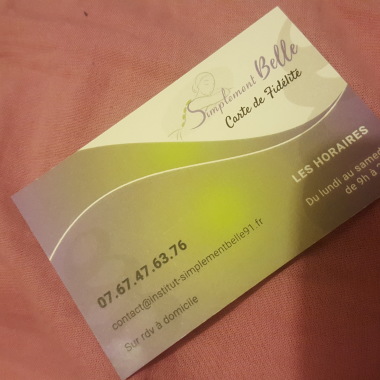 Simplement Belle
Carte de Fidélité
LES HORAIRES
Du lundi au samedi
de 9h à
07.67.47.63.76
contact@institut-simplementbelle91.fr
Sur rdv à domicile